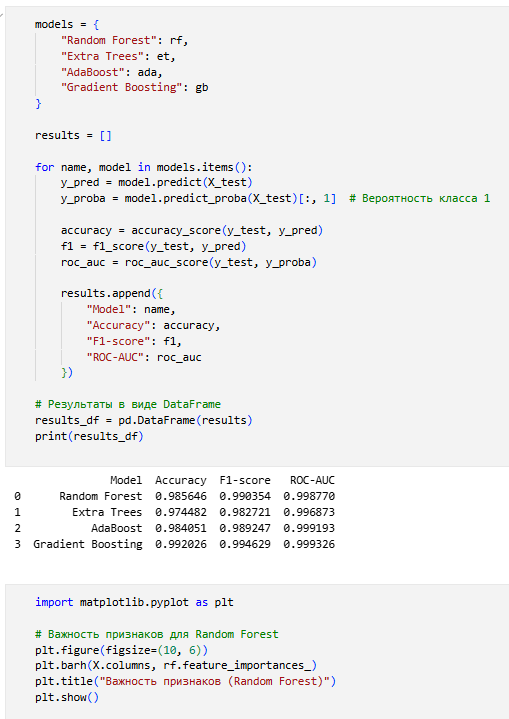 models = {
    "Random Forest": rf,
    "Extra Trees": et,
    "AdaBoost": ada,
    "Gradient Boosting": gb
}
results = []
for name, model in models.items():
    y_pred = model.predict(X_test)
    y_proba = model.predict_proba(X_test)[:, 1]  # Вероятность класса 1
    accuracy = accuracy_score(y_test, y_pred)
    f1 = f1_score(y_test, y_pred)
    roc_auc = roc_auc_score(y_test, y_proba)
    results.append({
        "Model": name,
        "Accuracy": accuracy,
        "F1-score": f1,
        "ROC-AUC": roc_auc
    })
# Результаты в виде DataFrame
results_df = pd.DataFrame(results)
print(results_df)
Model  Accuracy  F1-score   ROC-AUC
0      Random Forest  0.985646  0.990354  0.998770
1        Extra Trees  0.974482  0.982721  0.996873
2           AdaBoost  0.984051  0.989247  0.999193
3  Gradient Boosting  0.992026  0.994629  0.999326
import matplotlib.pyplot as plt
# Важность признаков для Random Forest
plt.figure(figsize=(10, 6))
plt.barh(X.columns, rf.feature_importances_)
plt.title("Важность признаков (Random Forest)")
plt.show()